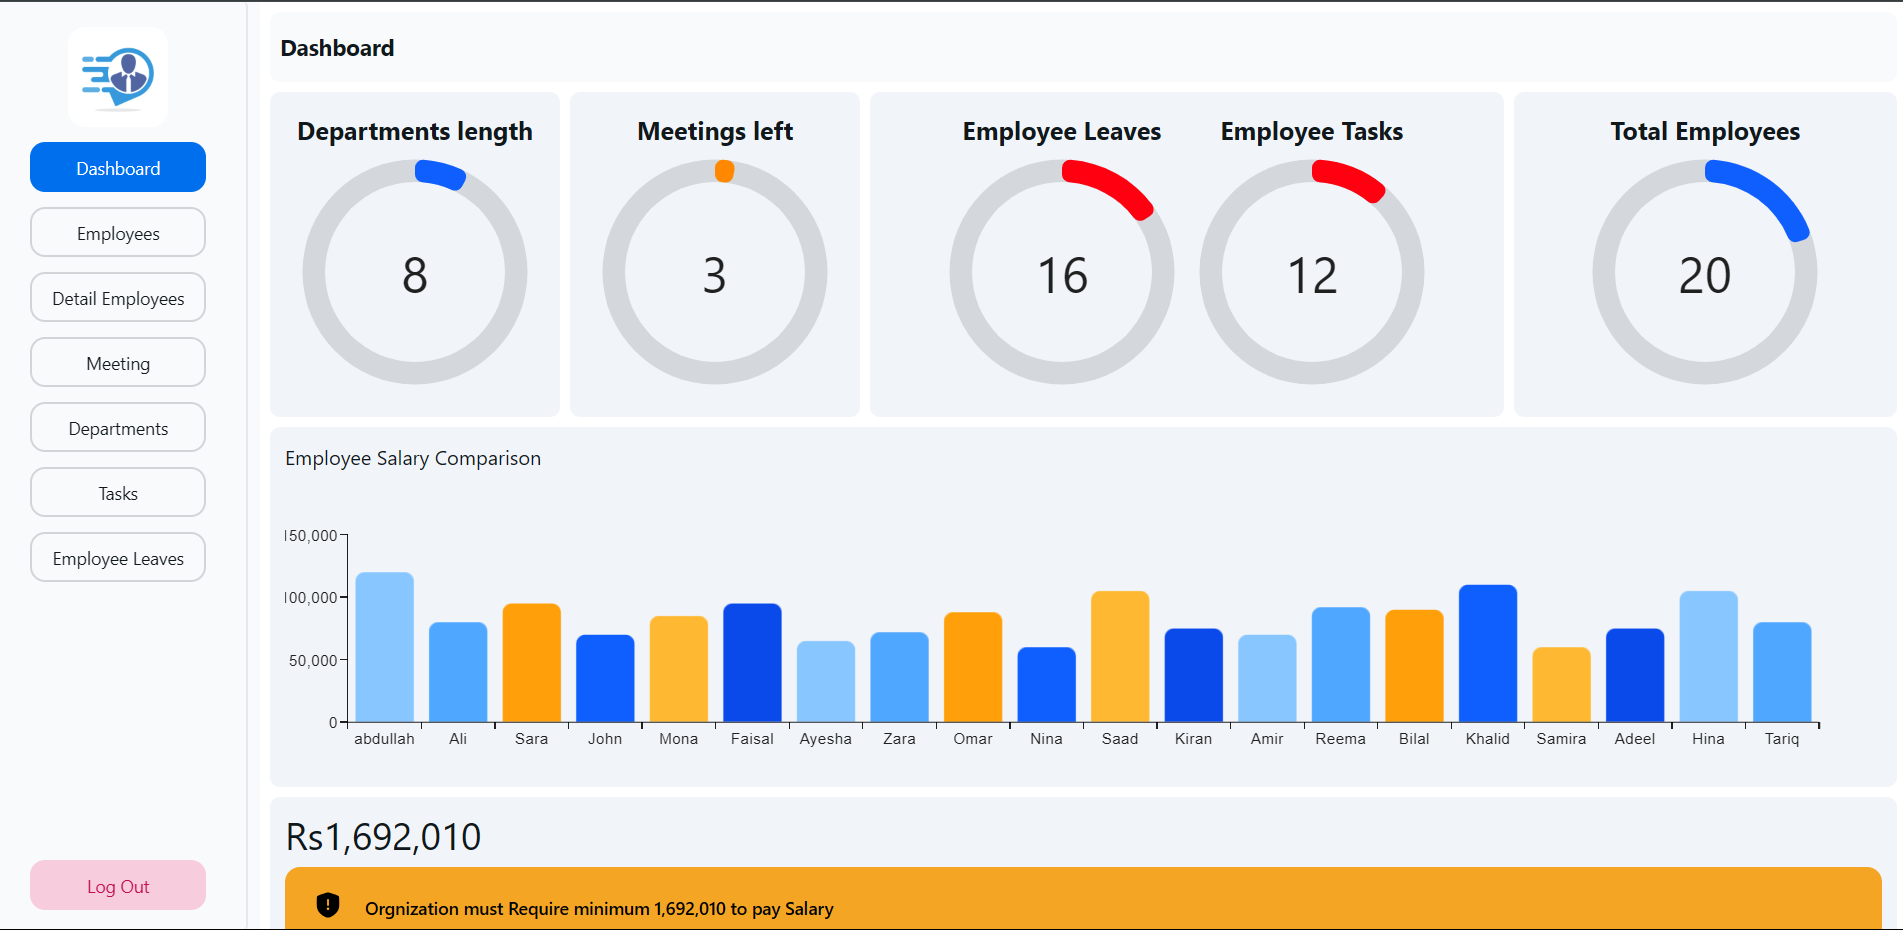 Dashboard
Employees
Detail Employees
Meeting
Departments
Tasks
Employee Leaves
Log Out
Dashboard
Departments length
8
Meetings left
3
Employee Leaves
16
Employee Tasks
12
Total Employees
20
Employee Salary Comparison
150,000
100,000
50,000
0
abdullah Ali Sara John Mona Faisal Ayesha Zara Omar Nina Saad Kiran Amir Reema Bilal Khalid Samira Adeel Hina Tariq
Rs1,692,010
Orgnization must Require minimum 1,692,010 to pay Salary